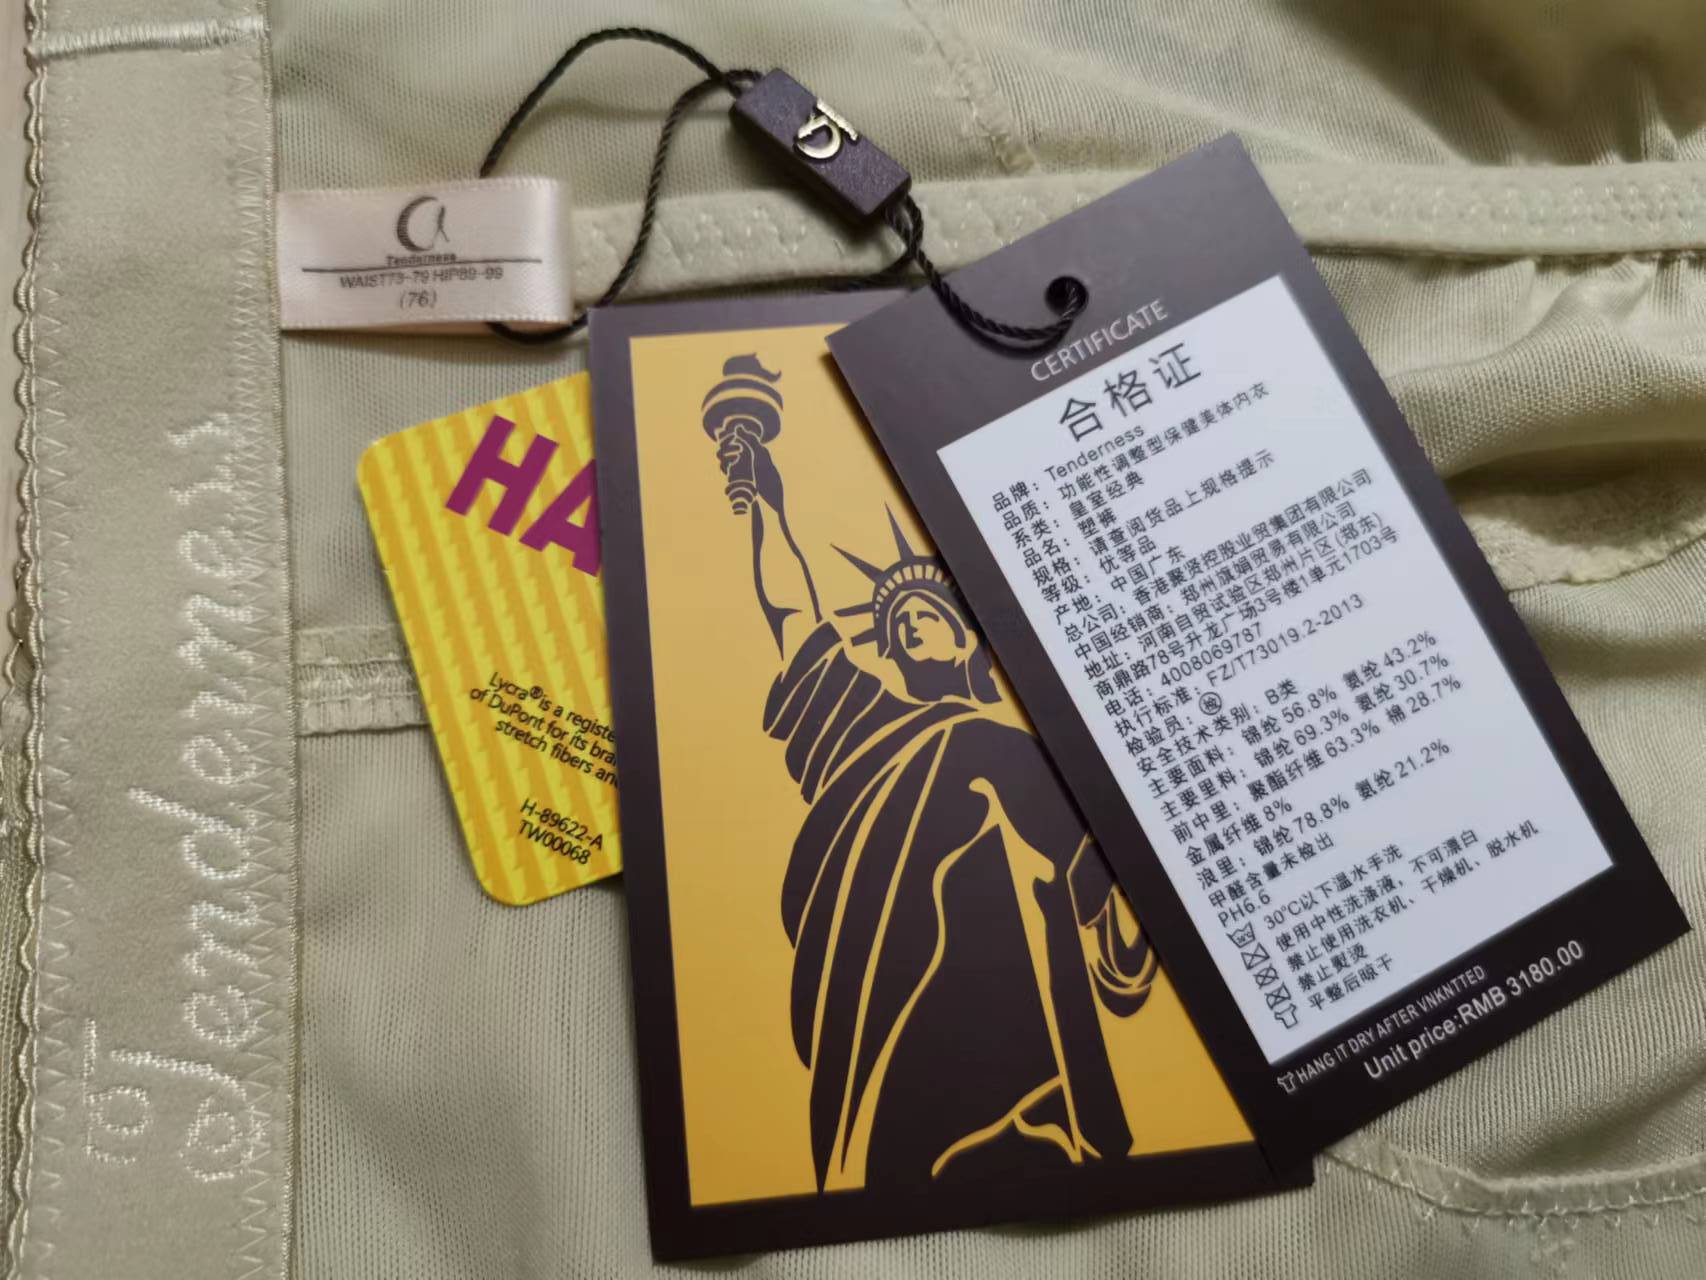 Tenderness
WAIST73-79 HIP89-99
(76)
Tenderness
HA
Lycra®is a registe
of DuPont for its bra
stretch fibers an
H-89622-A
TW00068
CERTIFICATE
合格证
品牌：Tenderness
品质：功能性调整型保健美体内衣
系类：皇室经典
品名：塑裤
规格：请查阅货品上规格提示
等级：优等品
产地：中国广东
总公司：香港聚贤控股业贸集团有限公司
中国经销商：郑州旗娟贸易有限公司
地址：河南自贸试验区郑州片区(郑东)
商鼎路78号升龙广场3号楼1单元1703号
电话：4008069787
执行标准：FZ/T73019.2-2013
检验员：检
安全技术类别：B类
主要面料：锦纶 56.8% 氨纶 43.2%
主要里料：锦纶 69.3% 氨纶 30.7%
前中里：聚酯纤维 63.3% 棉 28.7%
金属纤维 8%
浪里：锦纶 78.8% 氨纶 21.2%
甲醛含量未检出
PH6.6
30°C以下温水手洗
使用中性洗涤液，不可漂白
禁止使用洗衣机、干燥机、脱水机
禁止熨烫
平整后晾干
HANG IT DRY AFTER VNKNTTED
Unit price:RMB 3180.00